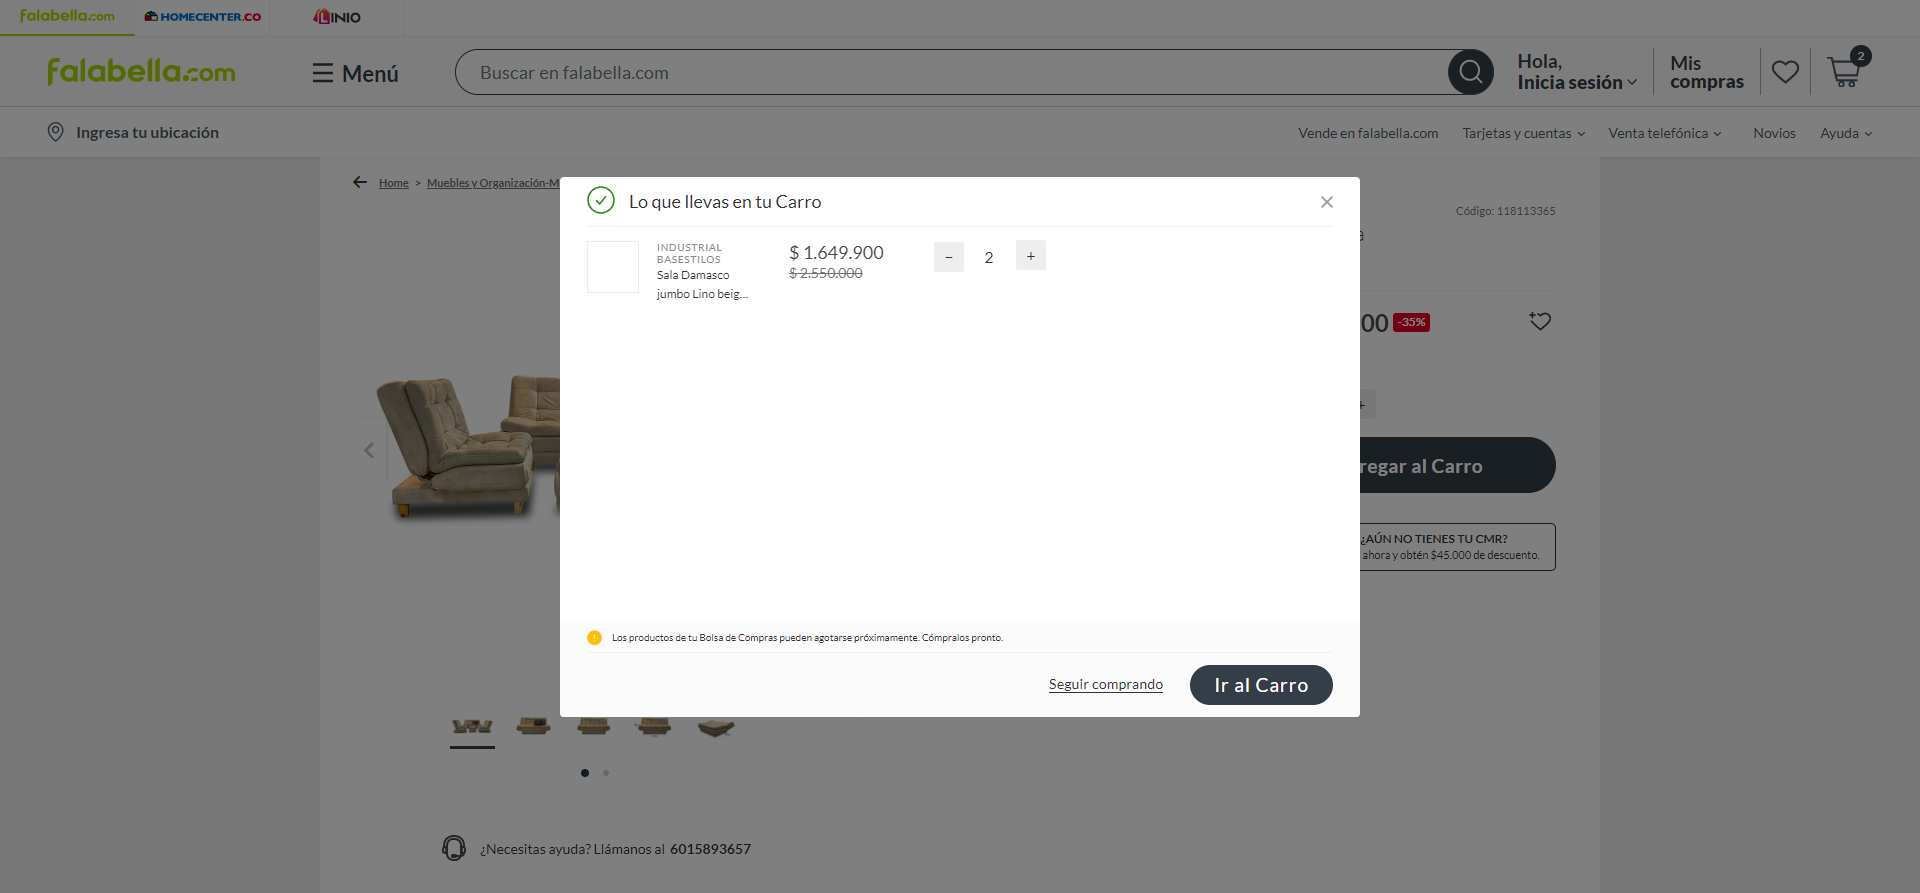 falabella.com
HOMECENTER.CO
LINIO
falabella.com
Menú
Buscar en falabella.com
Hola,
Inicia sesión
Mis
compras
2
Ingresa tu ubicación
Vende en falabella.com
Tarjetas y cuentas
Venta telefónica
Novios
Ayuda
Home > Muebles y Organización-M
Código: 118113365
a
Lo que llevas en tu Carro
INDUSTRIAL
BASESTILOS
Sala Damasco
jumbo Lino beig...
$ 1.649.900
$ 2.550.000
− 2 +
00 -35%
+
regar al Carro
¿AÚN NO TIENES TU CMR?
ahora y obtén $45.000 de descuento.
Los productos de tu Bolsa de Compras pueden agotarse próximamente. Cómpralos pronto.
Seguir comprando
Ir al Carro
¿Necesitas ayuda? Llámanos al 6015893657